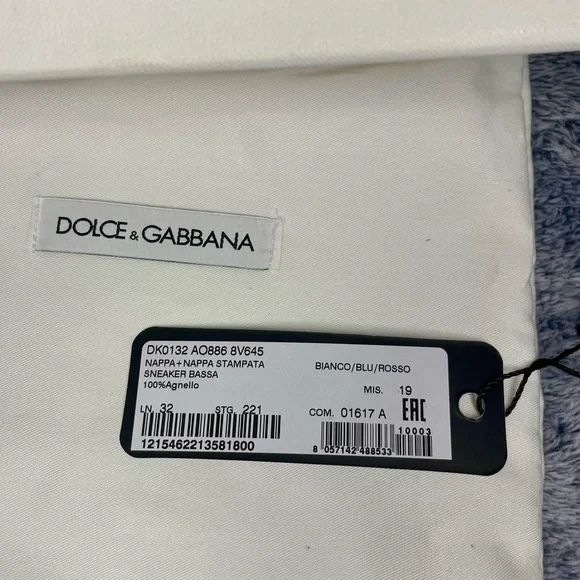 DOLCE & GABBANA
DK0132 AO886 8V645
NAPPA+NAPPA STAMPATA
SNEAKER BASSA
100%Agnello
BIANCO/BLU/ROSSO
MIS. 19
LN. 32 STG. 221
COM. 01617 A EAC
10003
1215462213581800
8 057142 488533